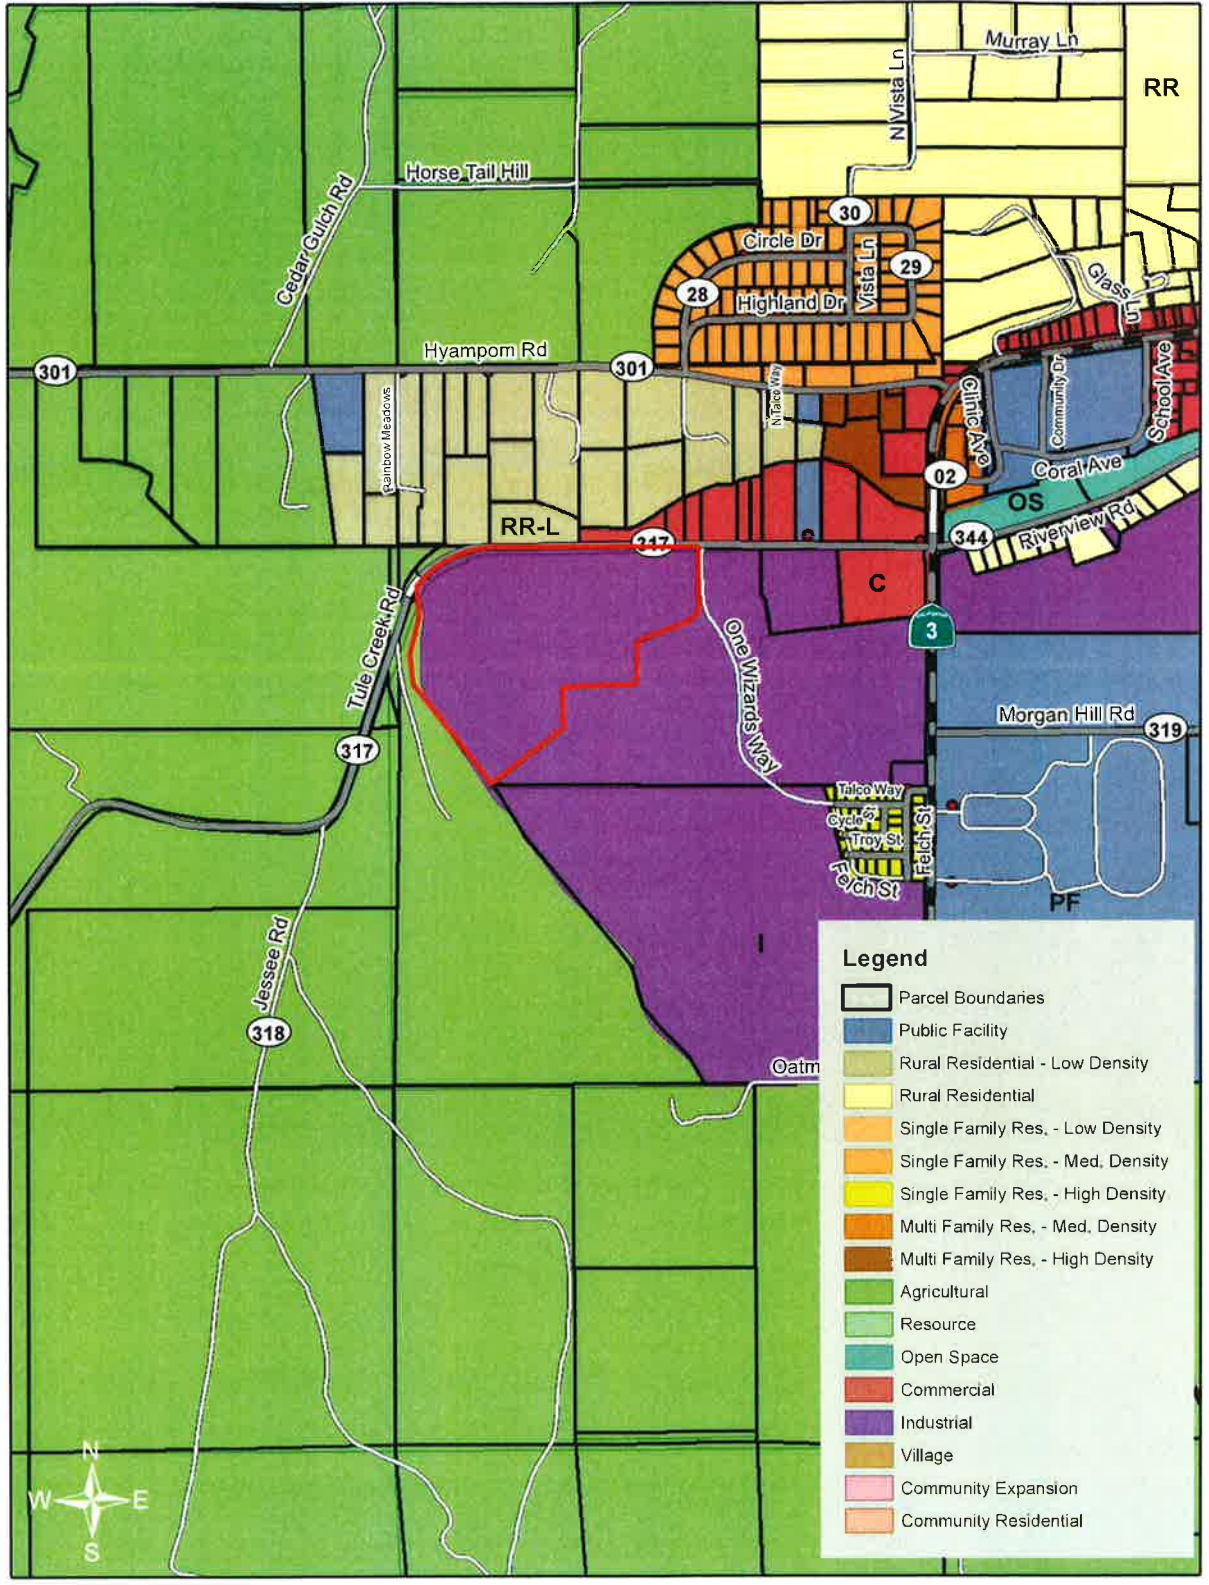 Murray Ln
N Vista Ln
RR
Horse Tail Hill
Cedar Gulch Rd
30
Circle Dr
Vista Ln
29
28
Highland Dr
Glass Ln
Hyampom Rd
301
301
Rainbow Meadows
N Talco Way
Clinic Ave
Community Dr
School Ave
02
Coral Ave
OS
RR-L
317
344
Riverview Rd
C
3
Tule Creek Rd
One Wizards Way
Morgan Hill Rd
319
317
Talco Way
Cycle St
Troy St
Felch St
Felch St
PF
I
Jessee Rd
318
Oatm
Legend
Parcel Boundaries
Public Facility
Rural Residential - Low Density
Rural Residential
Single Family Res. - Low Density
Single Family Res. - Med. Density
Single Family Res. - High Density
Multi Family Res. - Med. Density
Multi Family Res. - High Density
Agricultural
Resource
Open Space
Commercial
Industrial
Village
Community Expansion
Community Residential
N
W
E
S